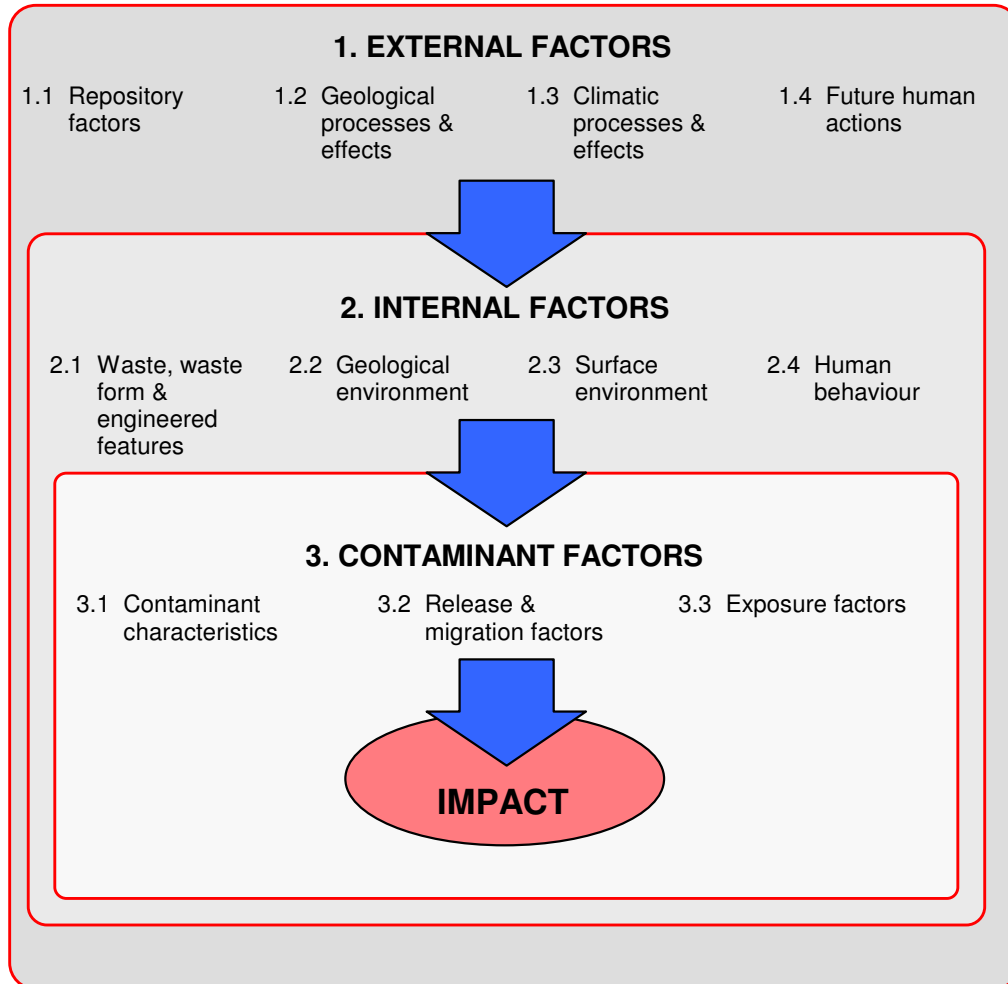 1. EXTERNAL FACTORS
1.1 Repository
factors
1.2 Geological
processes &
effects
1.3 Climatic
processes &
effects
1.4 Future human
actions
2. INTERNAL FACTORS
2.1 Waste, waste
form &
engineered
features
2.2 Geological
environment
2.3 Surface
environment
2.4 Human
behaviour
3. CONTAMINANT FACTORS
3.1 Contaminant
characteristics
3.2 Release &
migration factors
3.3 Exposure factors
IMPACT